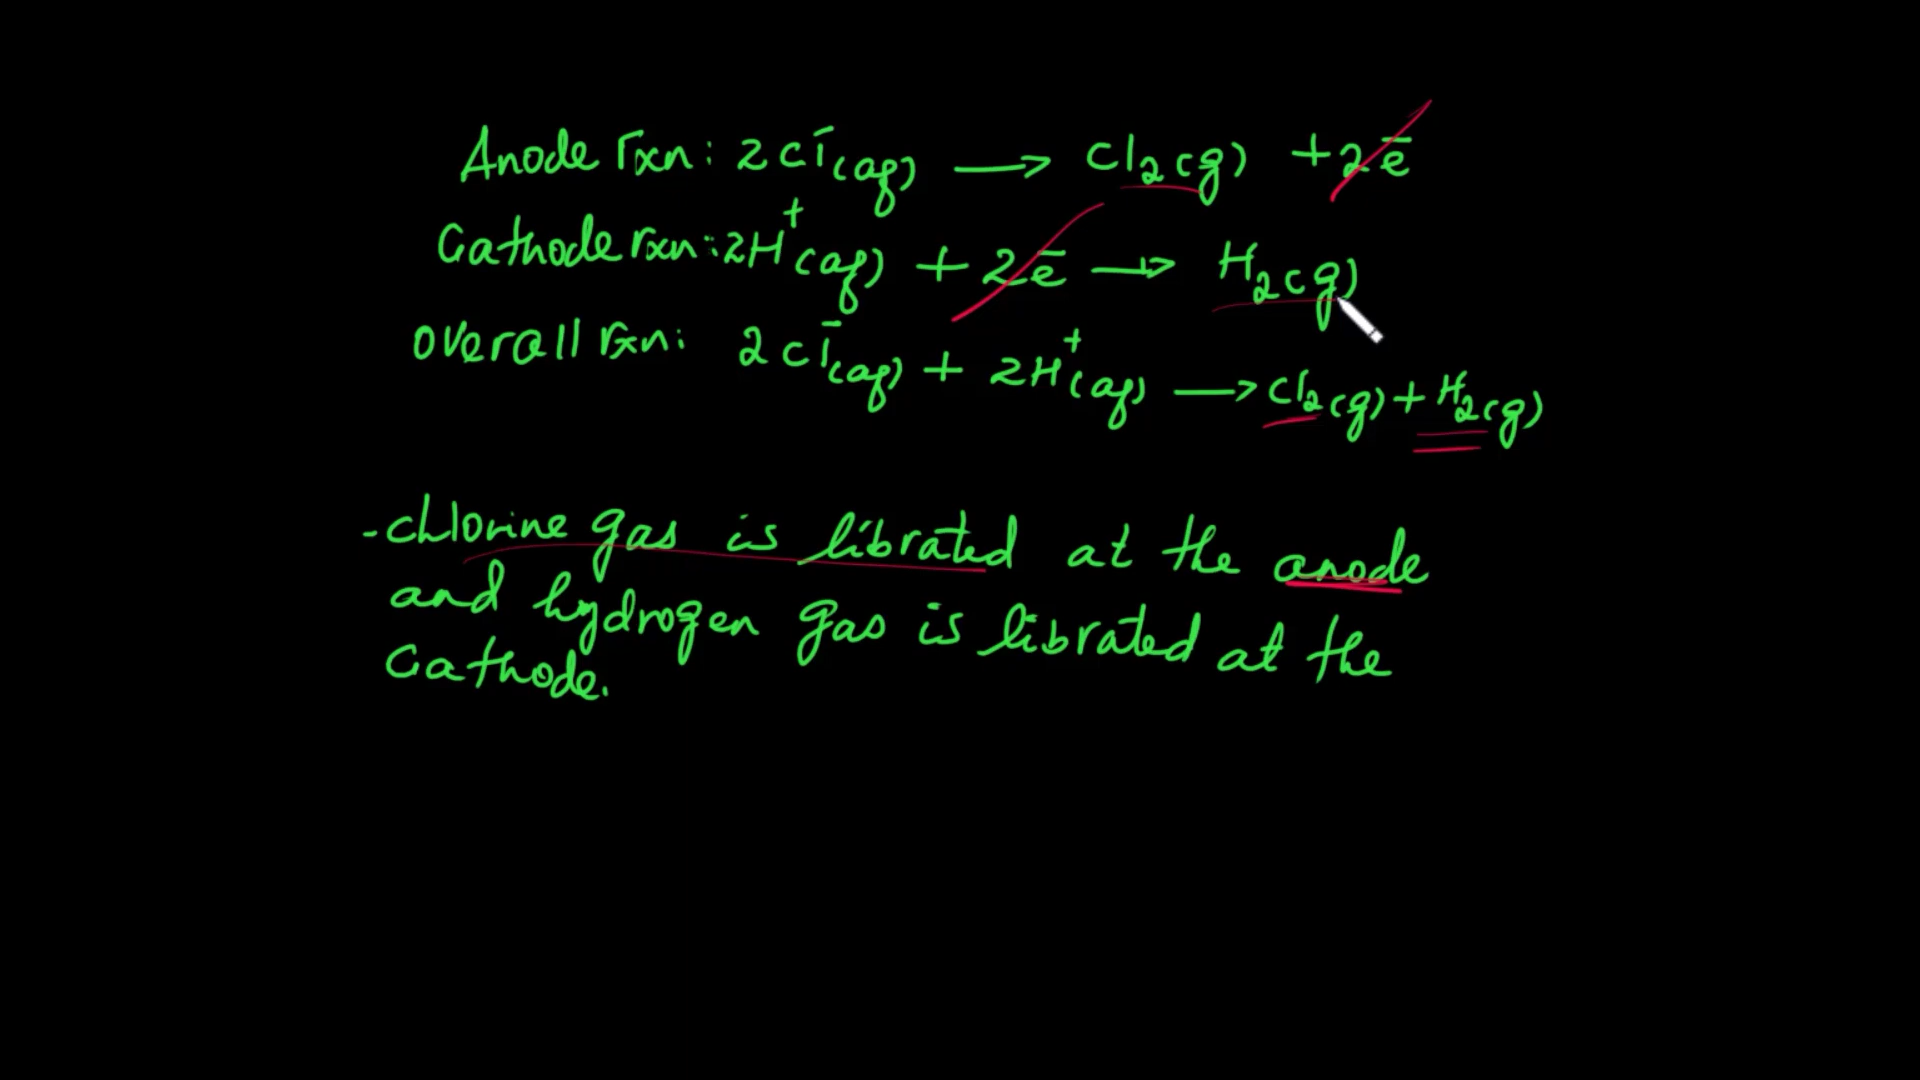 Anode rxn: 2Cl⁻(aq) → Cl₂(g) + 2e⁻
Cathode rxn: 2H⁺(aq) + 2e⁻ → H₂(g)
Overall rxn: 2Cl⁻(aq) + 2H⁺(aq) → Cl₂(g) + H₂(g)
- chlorine gas is librated at the anode
and hydrogen gas is librated at the
Cathode.